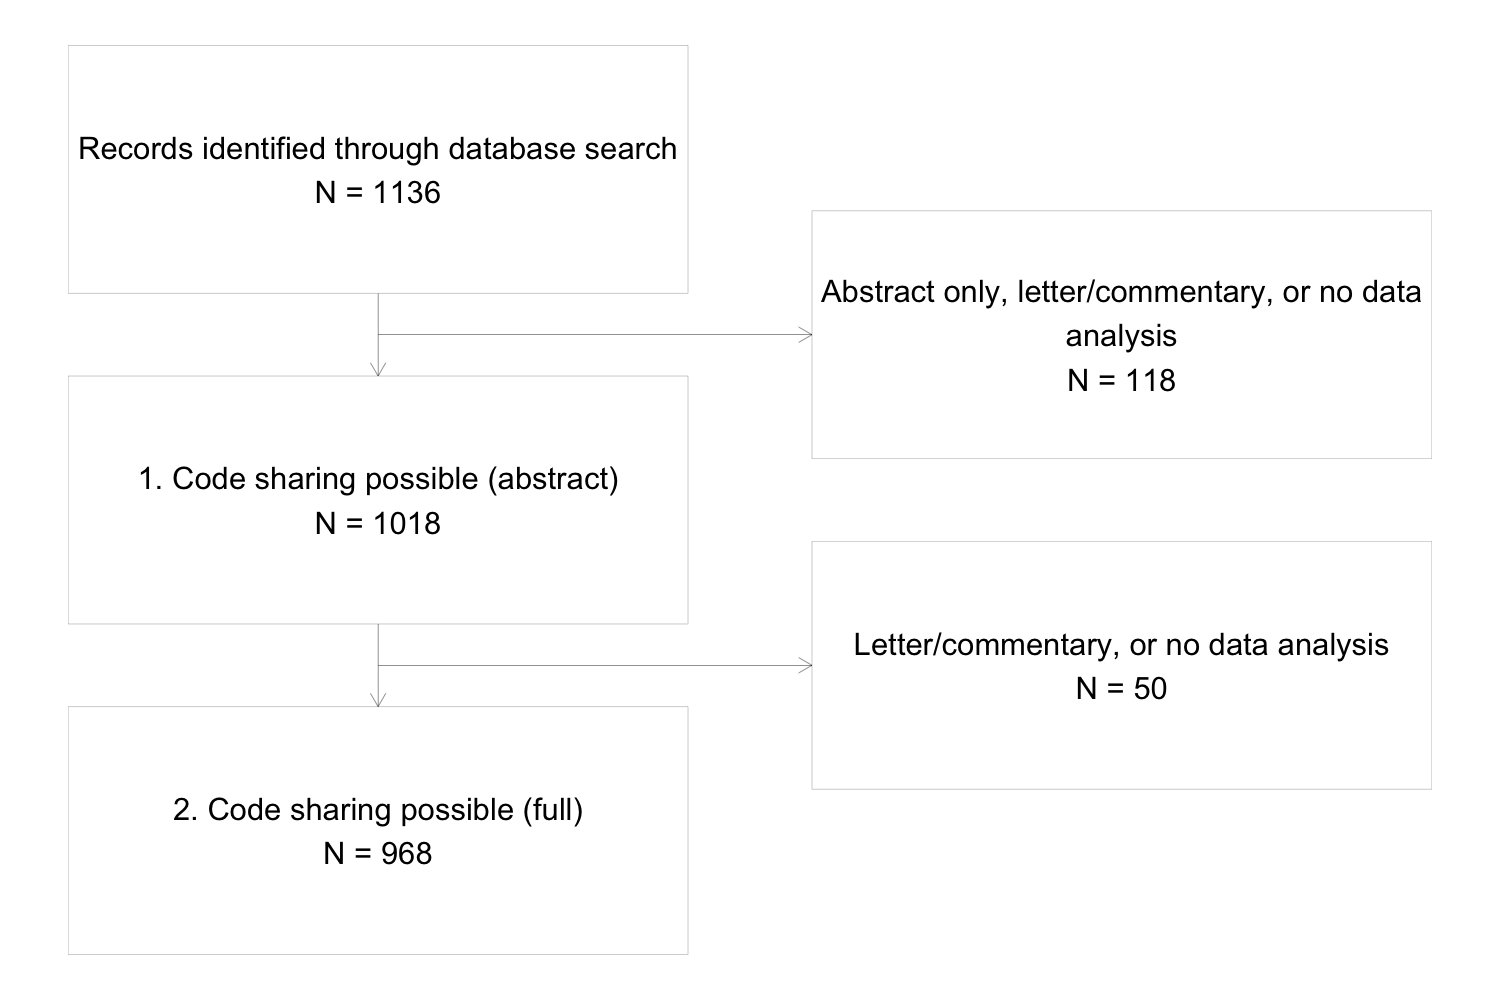 Records identified through database search
N = 1136
Abstract only, letter/commentary, or no data
analysis
N = 118
1. Code sharing possible (abstract)
N = 1018
Letter/commentary, or no data analysis
N = 50
2. Code sharing possible (full)
N = 968